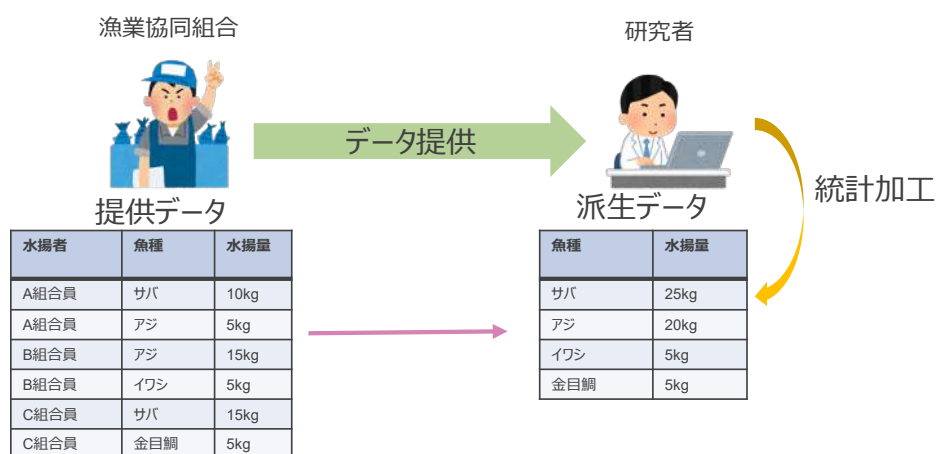 漁業協同組合
研究者
データ提供
統計加工
提供データ
派生データ
水揚者 魚種 水揚量
A組合員 サバ 10kg
A組合員 アジ 5kg
B組合員 アジ 15kg
B組合員 イワシ 5kg
C組合員 サバ 15kg
C組合員 金目鯛 5kg
魚種 水揚量
サバ 25kg
アジ 20kg
イワシ 5kg
金目鯛 5kg